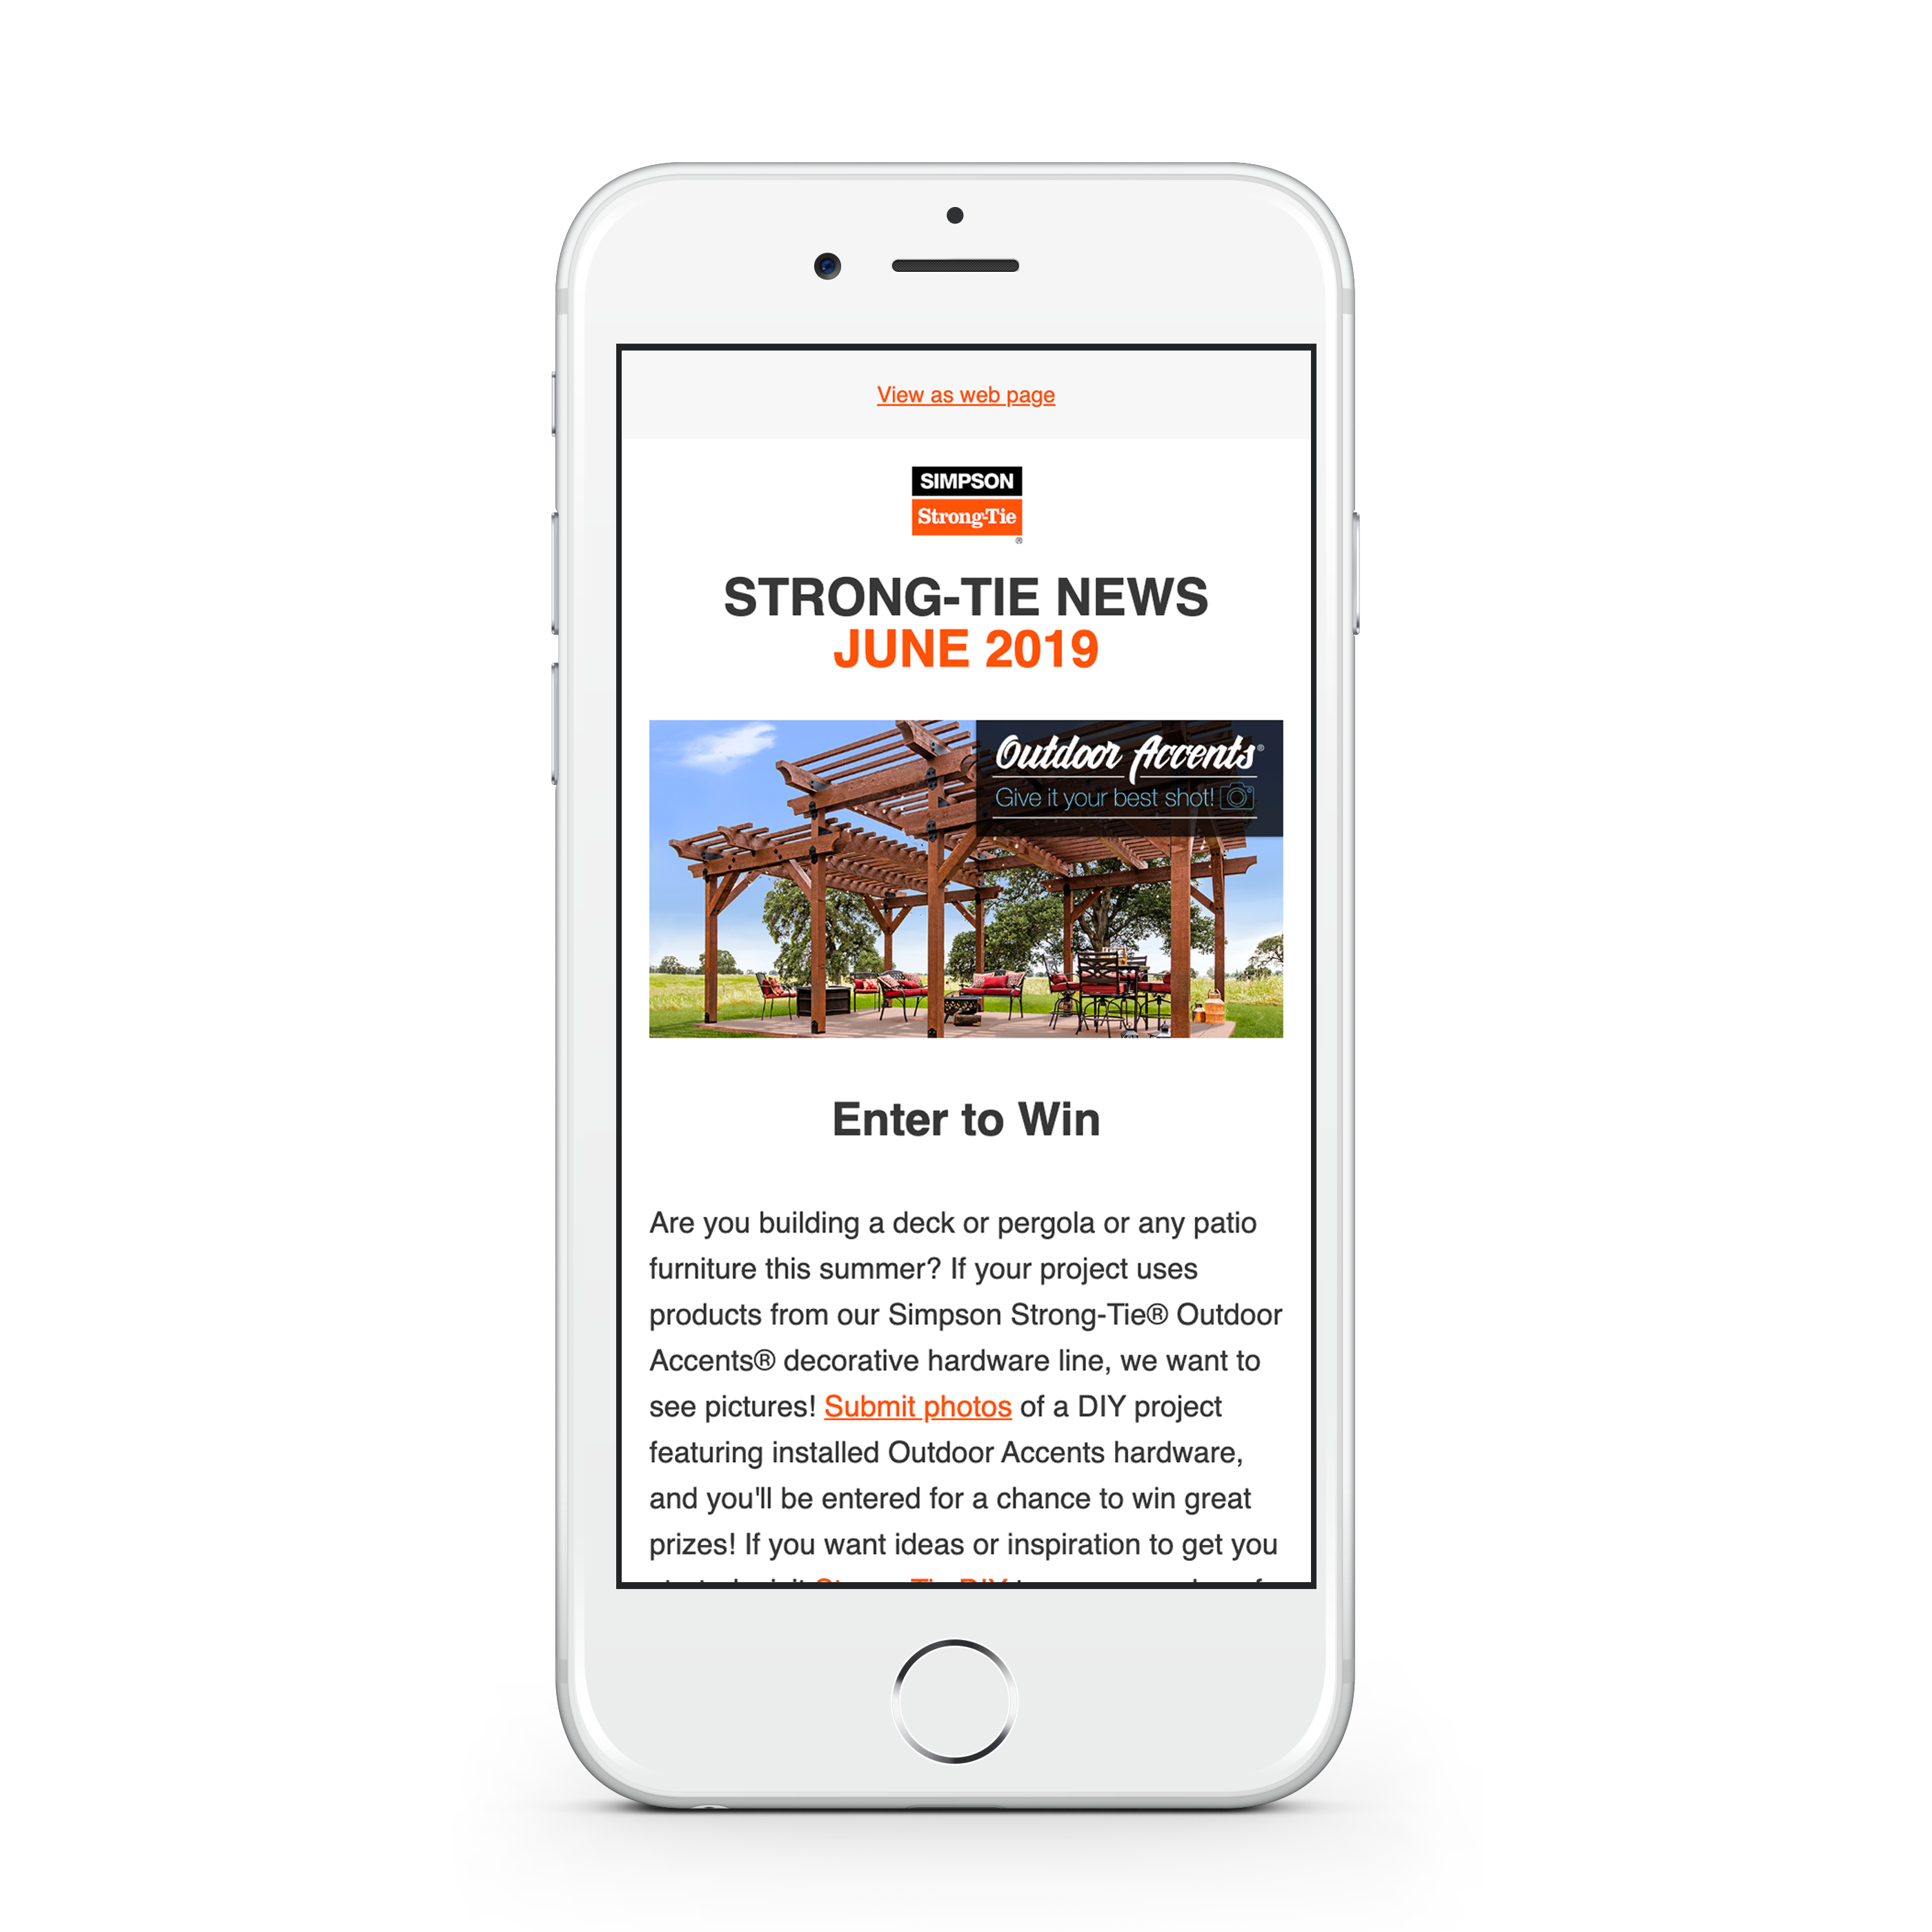 View as web page
SIMPSON
Strong-Tie
®
STRONG-TIE NEWS
JUNE 2019
Outdoor Accents®
Give it your best shot!
Enter to Win
Are you building a deck or pergola or any patio
furniture this summer? If your project uses
products from our Simpson Strong-Tie® Outdoor
Accents® decorative hardware line, we want to
see pictures! Submit photos of a DIY project
featuring installed Outdoor Accents hardware,
and you'll be entered for a chance to win great
prizes! If you want ideas or inspiration to get you